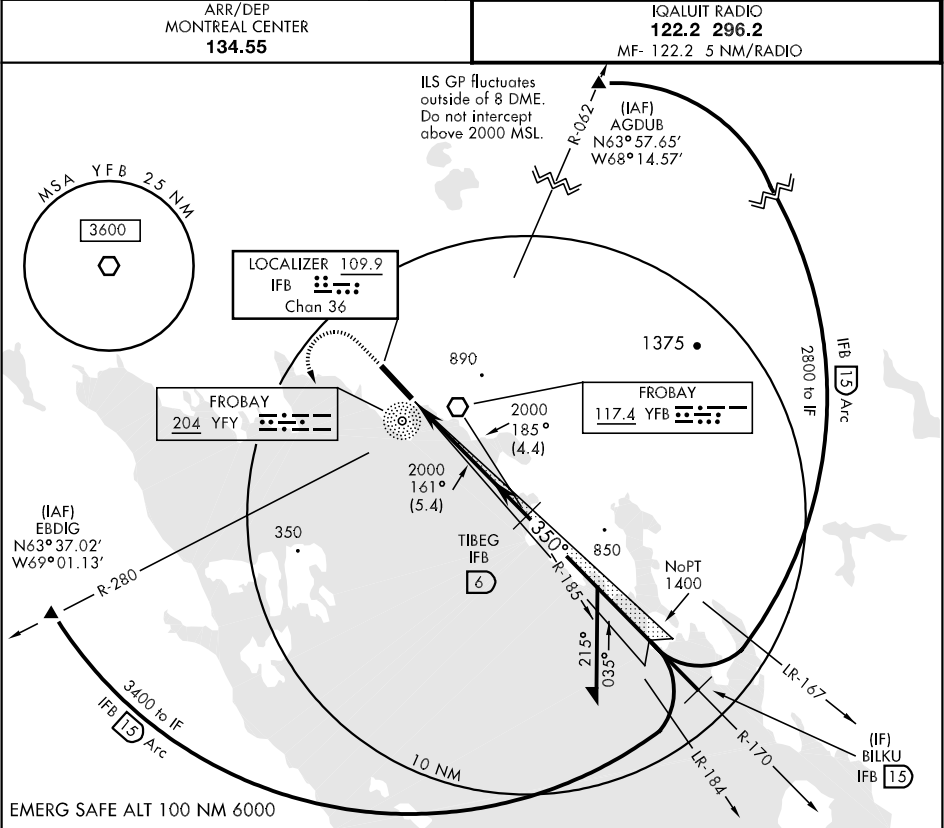 ARR/DEP
MONTREAL CENTER
134.55
IQALUIT RADIO
122.2 296.2
MF- 122.2 5 NM/RADIO
ILS GP fluctuates
outside of 8 DME.
Do not intercept
above 2000 MSL.
R-062
(IAF)
AGDUB
N63° 57.65'
W68° 14.57'
MSA YFB 25 NM
3600
LOCALIZER 109.9
IFB
Chan 36
1375
890
IFB 15 Arc
2800 to IF
FROBAY
204 YFY
FROBAY
117.4 YFB
2000
185°
(4.4)
2000
161°
(5.4)
(IAF)
EBDIG
N63° 37.02'
W69° 01.13'
R-280
350
TIBEG
IFB
6
350°
850
R-185
NoPT
1400
215°
035°
LR-167
3400 to IF
IFB 15 Arc
(IF)
BILKU
IFB 15
R-170
LR-184
10 NM
EMERG SAFE ALT 100 NM 6000